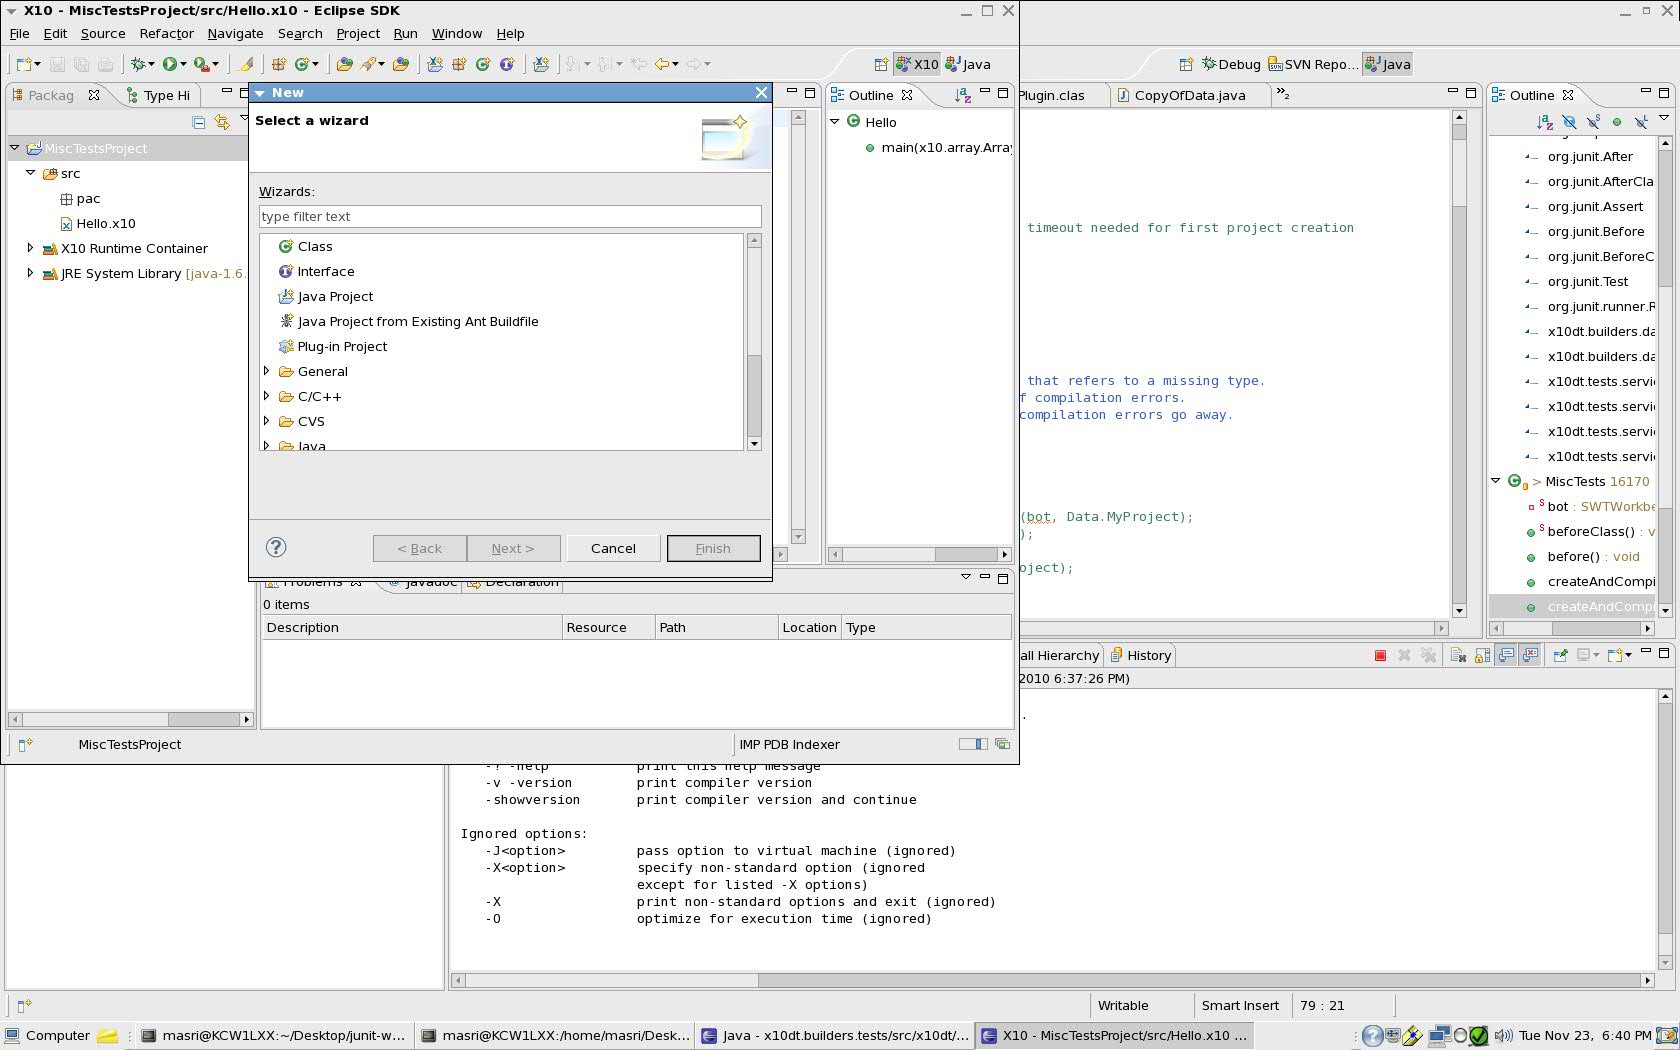 X10 - MiscTestsProject/src/Hello.x10 - Eclipse SDK
File Edit Source Refactor Navigate Search Project Run Window Help
X10 Java
Debug SVN Repo... Java
Packag Type Hi
New
Select a wizard
Wizards:
type filter text
Class
Interface
Java Project
Java Project from Existing Ant Buildfile
Plug-in Project
General
C/C++
CVS
Java
< Back Next > Cancel Finish
MiscTestsProject
src
pac
Hello.x10
X10 Runtime Container
JRE System Library [java-1.6.
Outline
Hello
main(x10.array.Array
Plugin.clas CopyOfData.java »2
timeout needed for first project creation
that refers to a missing type.
f compilation errors.
compilation errors go away.
(bot, Data.MyProject);
);
oject);
Outline
org.junit.After
org.junit.AfterCla
org.junit.Assert
org.junit.Before
org.junit.BeforeC
org.junit.Test
org.junit.runner.R
x10dt.builders.da
x10dt.builders.da
x10dt.tests.servi
x10dt.tests.servi
x10dt.tests.servi
x10dt.tests.servi
> MiscTests 16170
S bot : SWTWorkbe
S beforeClass() : v
before() : void
createAndCompi
createAndCompi
Problems Javadoc Declaration
0 items
Description Resource Path Location Type
MiscTestsProject
IMP PDB Indexer
all Hierarchy History
2010 6:37:26 PM)
.
-? -help print this help message
-v -version print compiler version
-showversion print compiler version and continue
Ignored options:
-J<option> pass option to virtual machine (ignored)
-X<option> specify non-standard option (ignored
except for listed -X options)
-X print non-standard options and exit (ignored)
-O optimize for execution time (ignored)
Writable Smart Insert 79 : 21
Computer
masri@KCW1LXX:~/Desktop/junit-w...
masri@KCW1LXX:/home/masri/Desk...
Java - x10dt.builders.tests/src/x10dt/...
X10 - MiscTestsProject/src/Hello.x10 ...
Tue Nov 23, 6:40 PM